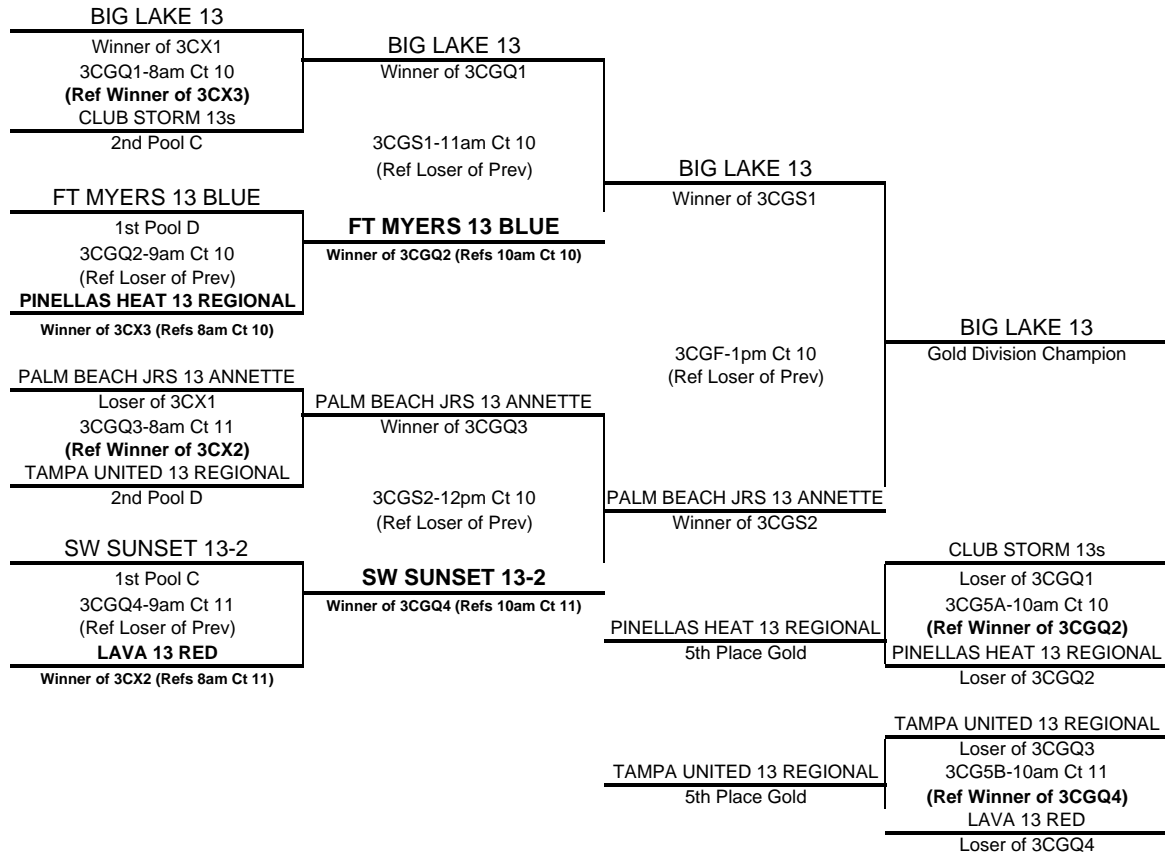 BIG LAKE 13
Winner of 3CX1
3CGQ1-8am Ct 10
(Ref Winner of 3CX3)
CLUB STORM 13s
2nd Pool C
FT MYERS 13 BLUE
1st Pool D
3CGQ2-9am Ct 10
(Ref Loser of Prev)
PINELLAS HEAT 13 REGIONAL
Winner of 3CX3 (Refs 8am Ct 10)
PALM BEACH JRS 13 ANNETTE
Loser of 3CX1
3CGQ3-8am Ct 11
(Ref Winner of 3CX2)
TAMPA UNITED 13 REGIONAL
2nd Pool D
SW SUNSET 13-2
1st Pool C
3CGQ4-9am Ct 11
(Ref Loser of Prev)
LAVA 13 RED
Winner of 3CX2 (Refs 8am Ct 11)
BIG LAKE 13
Winner of 3CGQ1
3CGS1-11am Ct 10
(Ref Loser of Prev)
FT MYERS 13 BLUE
Winner of 3CGQ2 (Refs 10am Ct 10)
PALM BEACH JRS 13 ANNETTE
Winner of 3CGQ3
3CGS2-12pm Ct 10
(Ref Loser of Prev)
SW SUNSET 13-2
Winner of 3CGQ4 (Refs 10am Ct 11)
BIG LAKE 13
Winner of 3CGS1
3CGF-1pm Ct 10
(Ref Loser of Prev)
PALM BEACH JRS 13 ANNETTE
Winner of 3CGS2
BIG LAKE 13
Gold Division Champion
CLUB STORM 13s
Loser of 3CGQ1
3CG5A-10am Ct 10
(Ref Winner of 3CGQ2)
PINELLAS HEAT 13 REGIONAL
Loser of 3CGQ2
PINELLAS HEAT 13 REGIONAL
5th Place Gold
TAMPA UNITED 13 REGIONAL
Loser of 3CGQ3
3CG5B-10am Ct 11
(Ref Winner of 3CGQ4)
LAVA 13 RED
Loser of 3CGQ4
TAMPA UNITED 13 REGIONAL
5th Place Gold